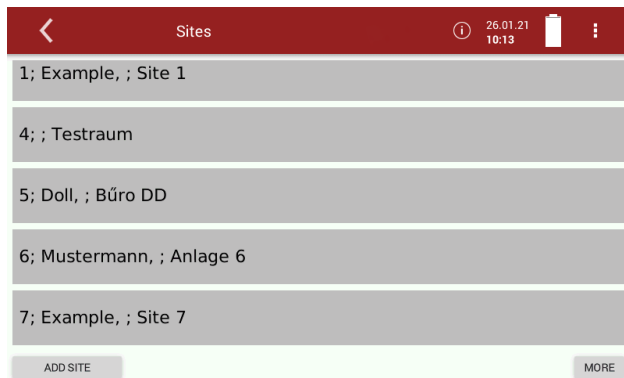 Sites
26.01.21
10:13
1; Example, ; Site 1
4; ; Testraum
5; Doll, ; Bűro DD
6; Mustermann, ; Anlage 6
7; Example, ; Site 7
ADD SITE
MORE